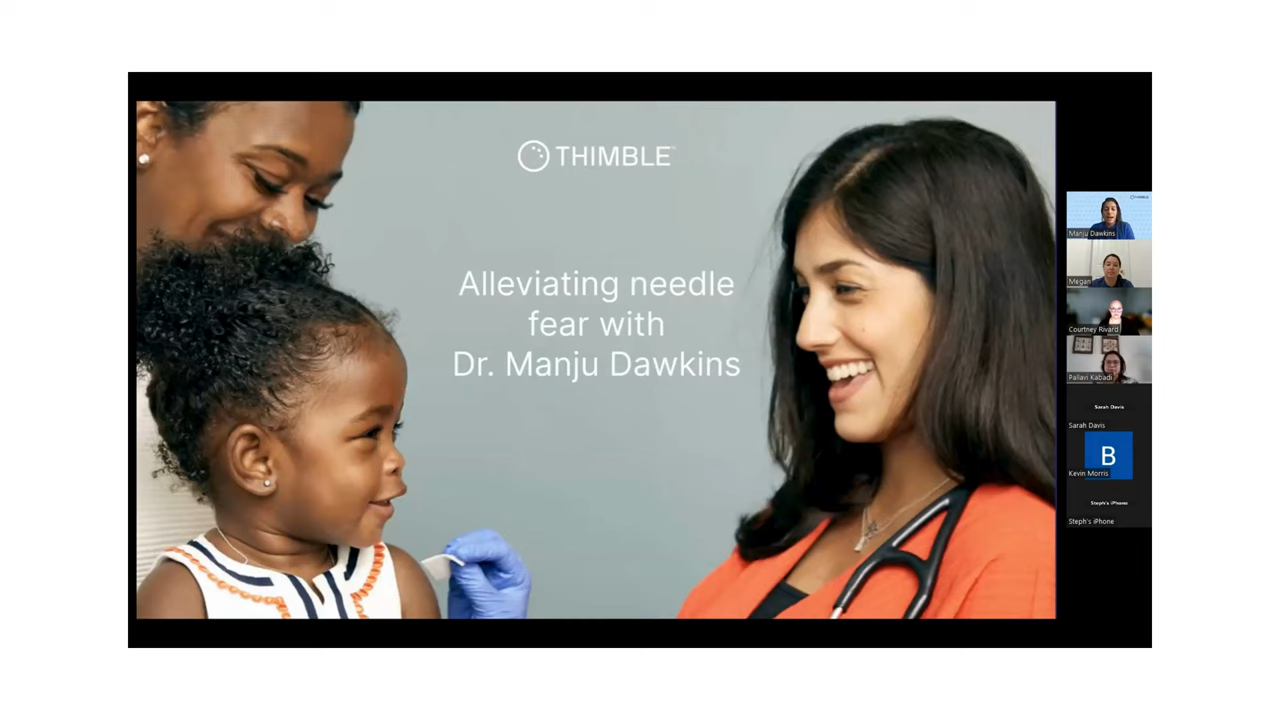 THIMBLE
Alleviating needle
fear with
Dr. Manju Dawkins
THIMBLE
Manju Dawkins
Megan
Courtney Rivard
Pallavi Kabadi
Sarah Davis
Sarah Davis
B
Kevin Morris
Steph's iPhone
Steph's iPhone